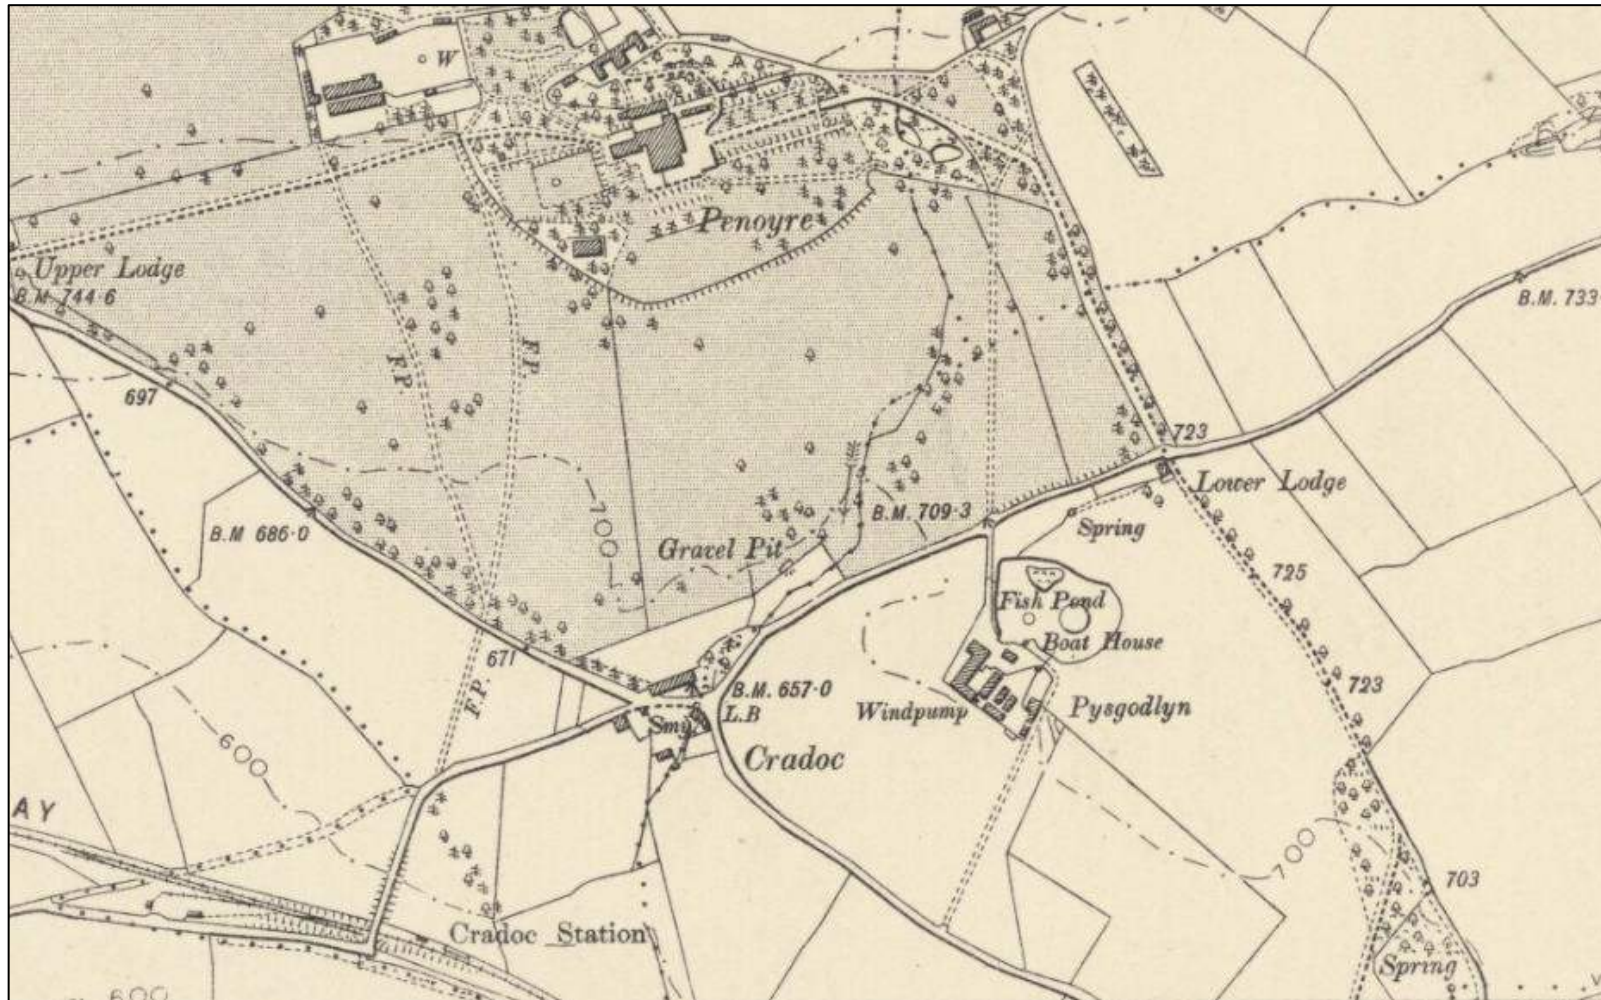 W
Penoyre
Upper Lodge
B.M. 744·6
B.M. 733·
F.P.
F.P.
697
723
Lower Lodge
B.M. 709·3
B.M 686·0
700
Gravel Pit
Spring
725
Fish Pond
Boat House
671
723
B.M. 657·0
F.P.
L.B
Smy
Windpump
Pysgodlyn
600
Cradoc
AY
700
703
Cradoc Station
Spring
600